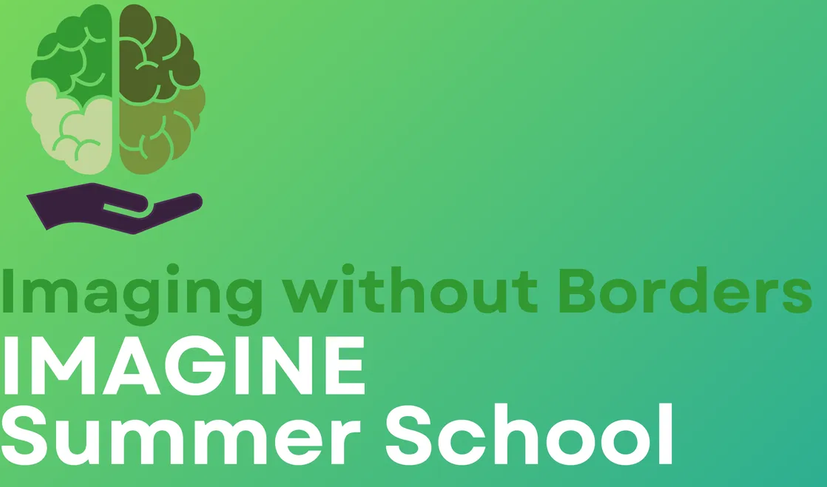 Imaging without Borders
IMAGINE
Summer School